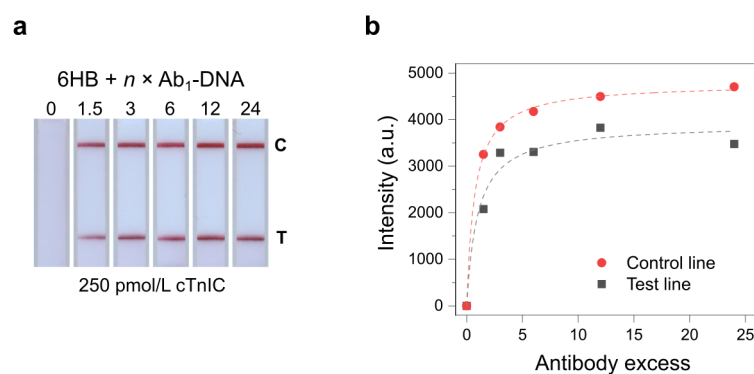 a
6HB + n × Ab₁-DNA
0 1.5 3 6 12 24
C
T
250 pmol/L cTnIC
b
5000
4000
3000
2000
1000
0
Intensity (a.u.)
Control line
Test line
0 5 10 15 20 25
Antibody excess